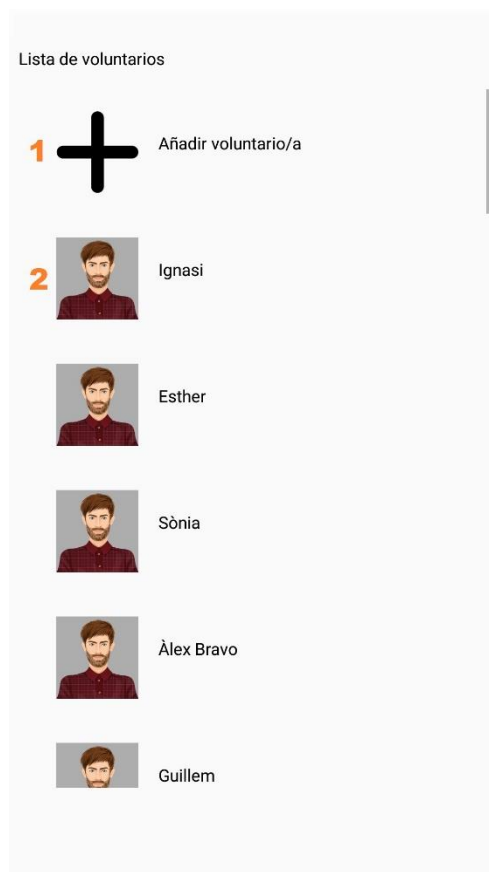 Lista de voluntarios
1 Añadir voluntario/a
2 Ignasi
Esther
Sònia
Àlex Bravo
Guillem